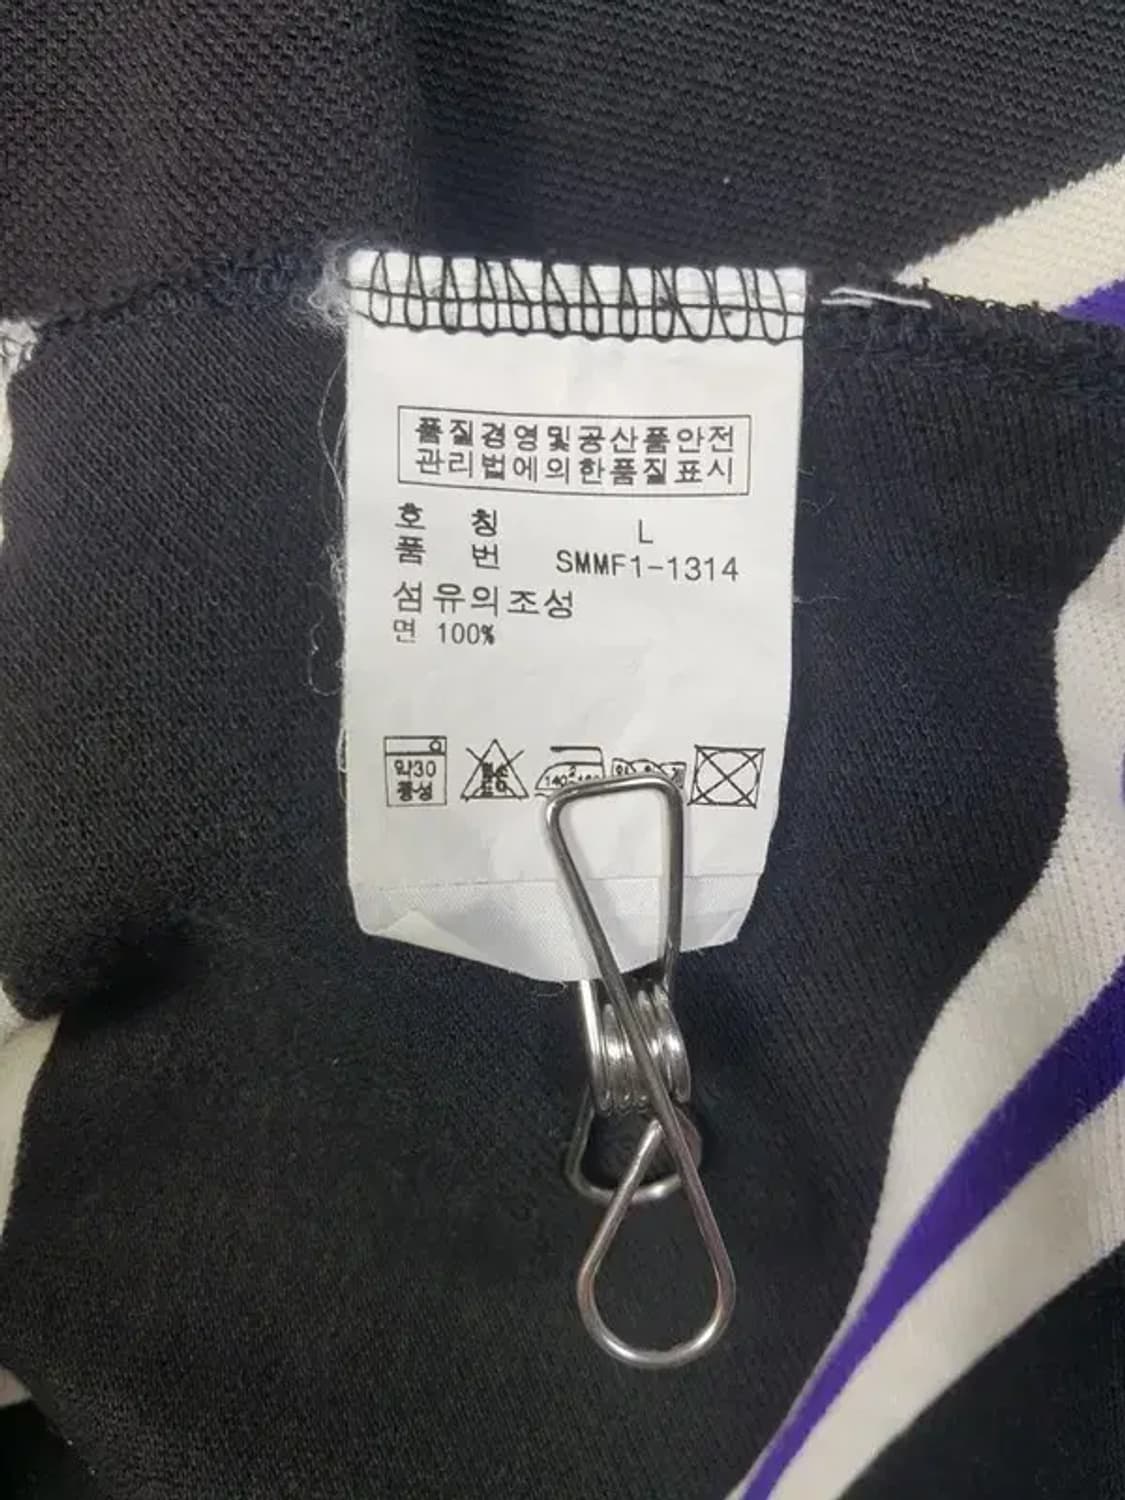 품질경영및공산품안전
관리법에의한품질표시
호 칭 L
품 번 SMMF1-1314
섬유의조성
면 100%
약30
중성